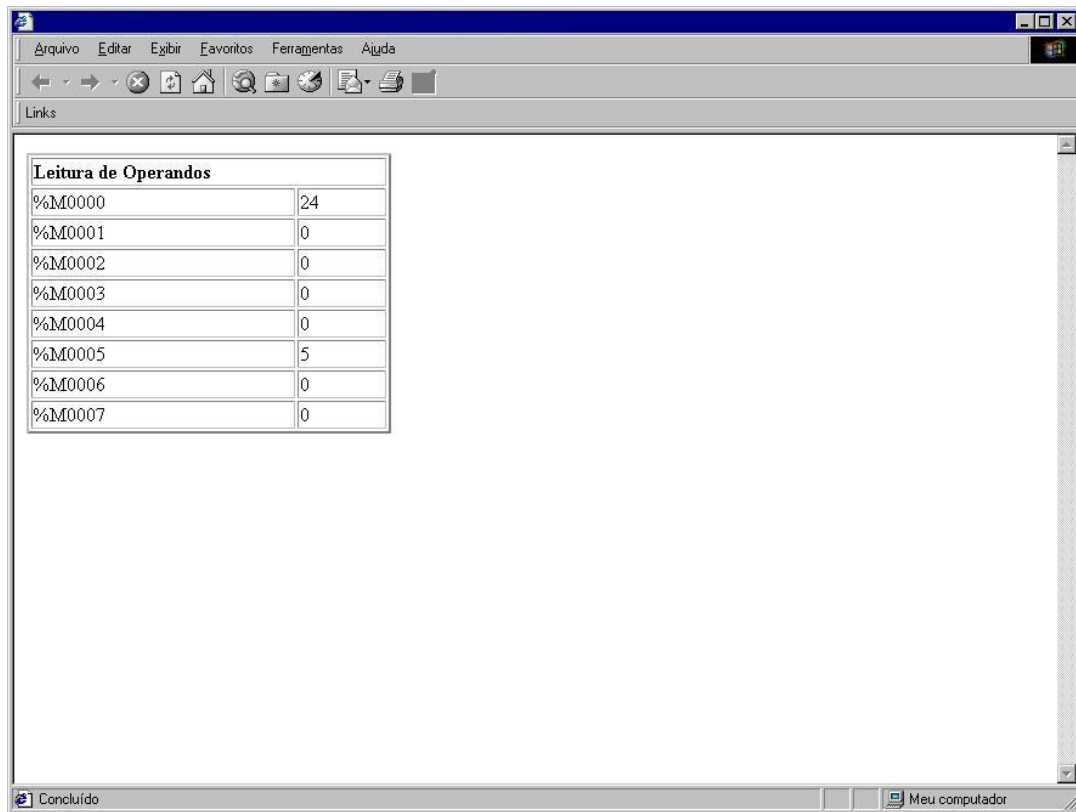 Arquivo Editar Exibir Favoritos Ferramentas Ajuda
Links
Leitura de Operandos
%M0000 24
%M0001 0
%M0002 0
%M0003 0
%M0004 0
%M0005 5
%M0006 0
%M0007 0
Concluído Meu computador